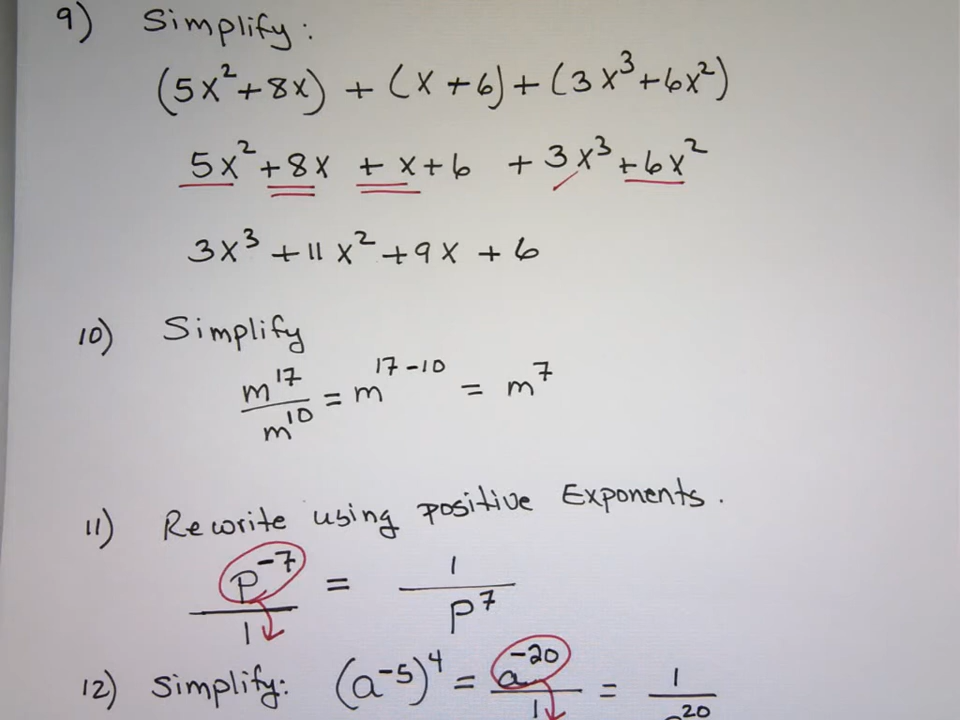 9) Simplify:
(5x² + 8x) + (x + 6) + (3x³ + 6x²)
5x² + 8x + x + 6 + 3x³ + 6x²
3x³ + 11x² + 9x + 6
10) Simplify
m¹⁷/m¹⁰ = m¹⁷⁻¹⁰ = m⁷
11) Rewrite using positive Exponents.
p⁻⁷/1 = 1/p⁷
12) Simplify: (a⁻⁵)⁴ = a⁻²⁰/1 = 1/a²⁰